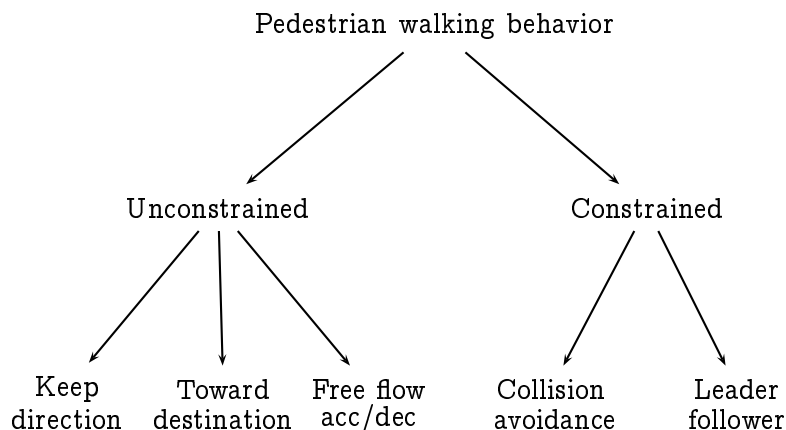 Pedestrian walking behavior
Unconstrained
Constrained
Keep
direction
Toward
destination
Free flow
acc/dec
Collision
avoidance
Leader
follower